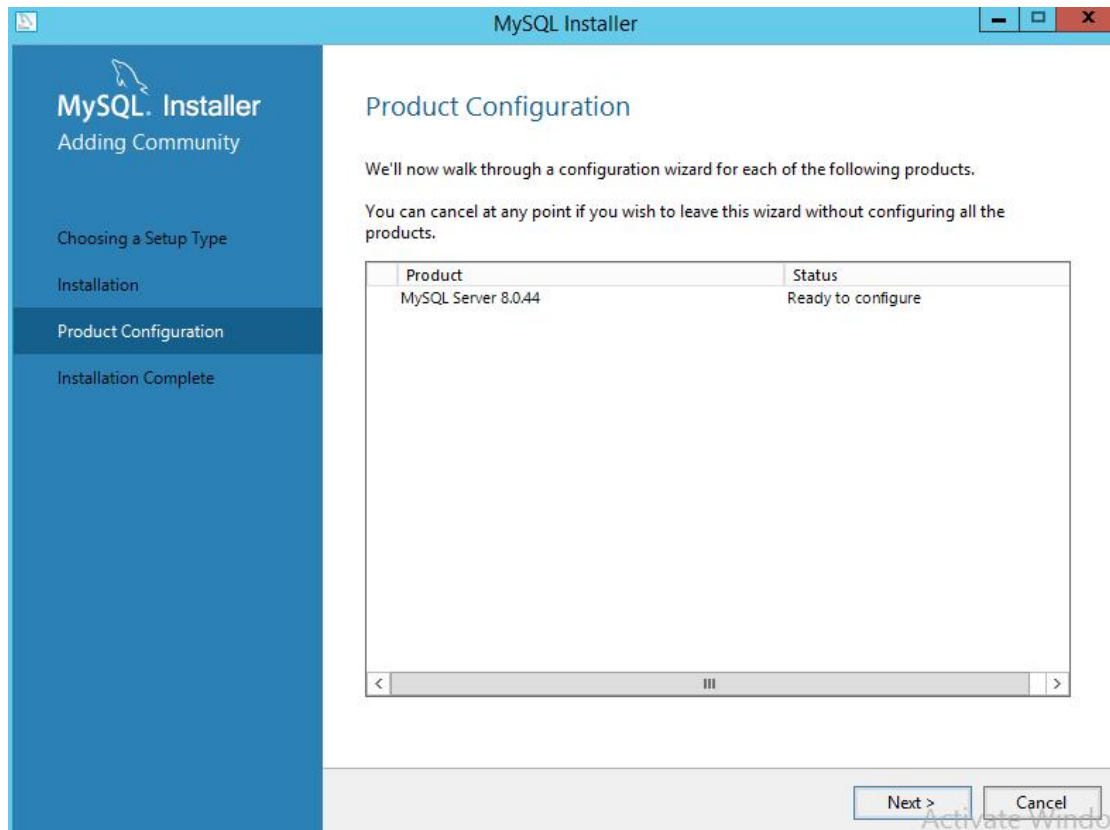 MySQL Installer
MySQL. Installer
Adding Community
Choosing a Setup Type
Installation
Product Configuration
Installation Complete
Product Configuration
We'll now walk through a configuration wizard for each of the following products.
You can cancel at any point if you wish to leave this wizard without configuring all the
products.
Product Status
MySQL Server 8.0.44 Ready to configure
Next > Cancel
Activate Windo